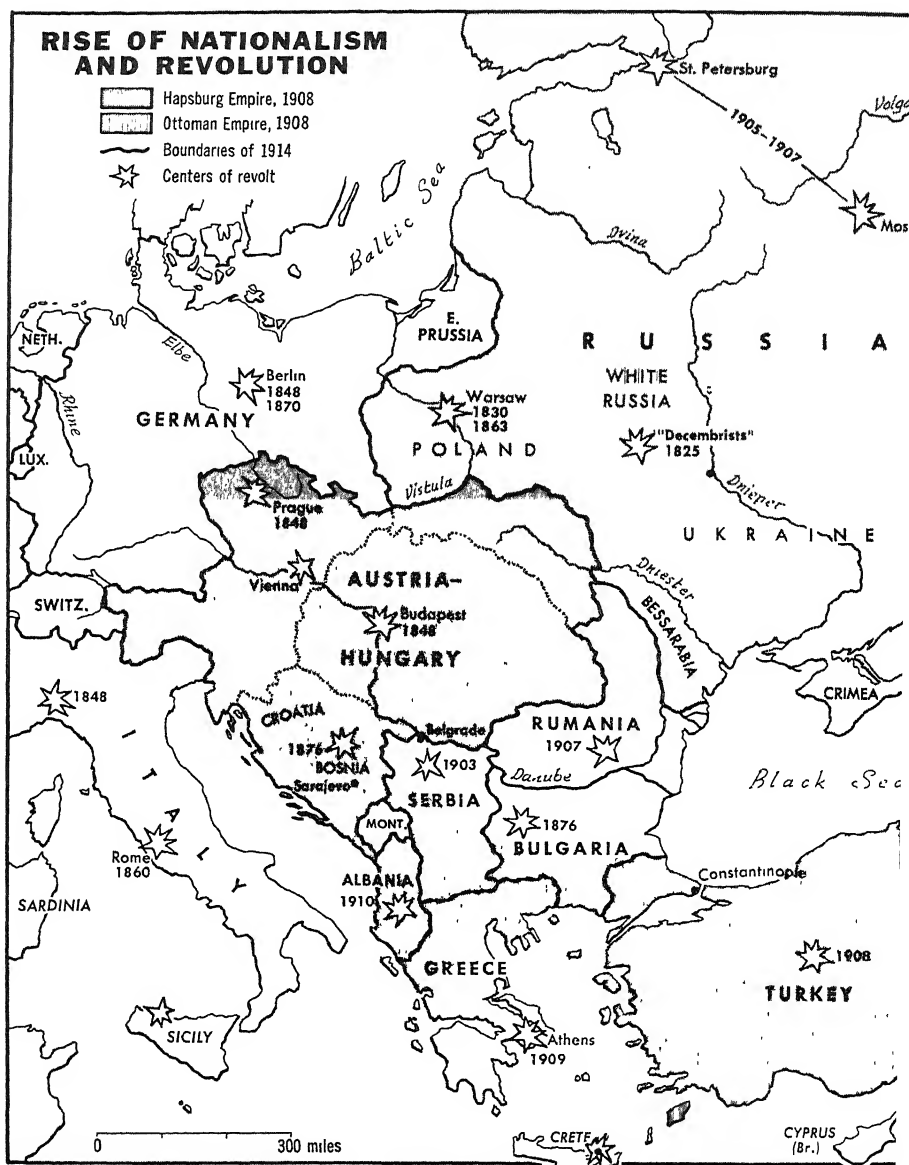 RISE OF NATIONALISM
AND REVOLUTION
Hapsburg Empire, 1908
Ottoman Empire, 1908
Boundaries of 1914
Centers of revolt
St. Petersburg
Volga
1905-1907
Mos
Baltic Sea
Dvina
E.
PRUSSIA
RUSSIA
NETH.
Elbe
Rhine
Berlin
1848
1870
GERMANY
Warsaw
1830
1863
POLAND
WHITE
RUSSIA
"Decembrists"
1825
LUX.
Vistula
Dnieper
Prague
1848
UKRAINE
Vienna
AUSTRIA-
HUNGARY
Dniester
BESSARABIA
SWITZ.
Budapest
1848
CRIMEA
1848
ITALY
CROATIA
Belgrade
RUMANIA
1907
1876
BOSNIA
Sarajevo
1903
SERBIA
Danube
Black Sea
MONT.
1876
BULGARIA
Rome
1860
ALBANIA
1910
Constantinople
SARDINIA
GREECE
1908
TURKEY
SICILY
Athens
1909
0 300 miles
CRETE
CYPRUS
(Br.)